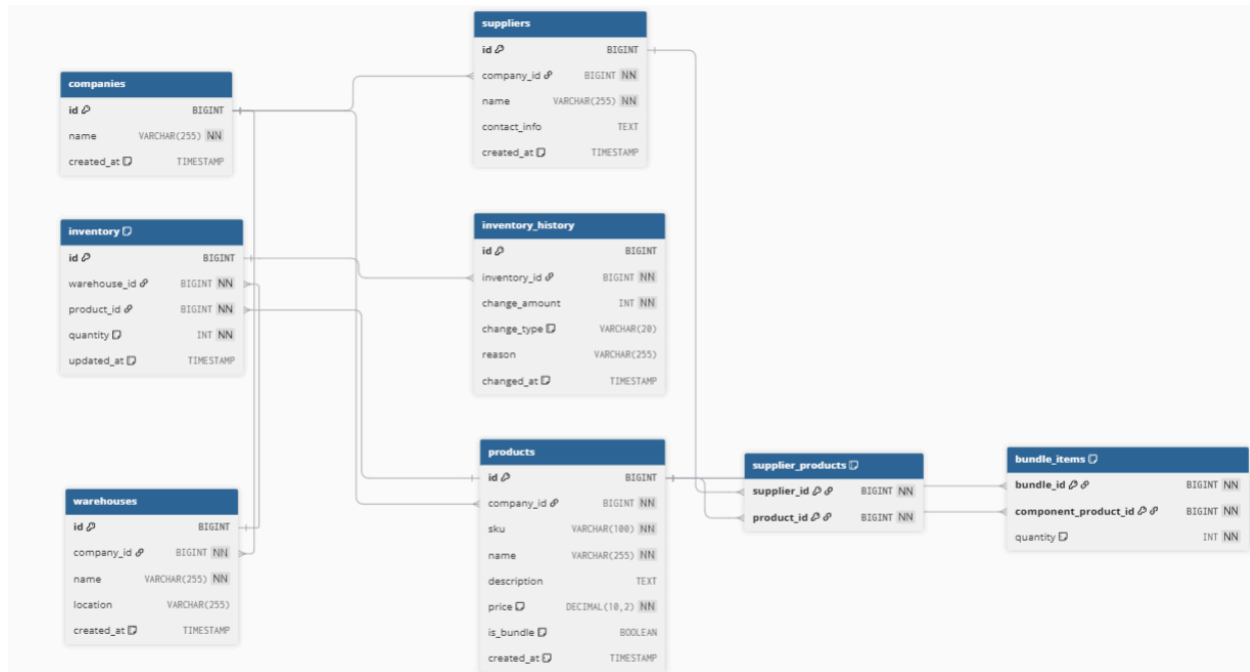 companies
id BIGINT
name VARCHAR(255) NN
created_at TIMESTAMP
inventory
id BIGINT
warehouse_id BIGINT NN
product_id BIGINT NN
quantity INT NN
updated_at TIMESTAMP
warehouses
id BIGINT
company_id BIGINT NN
name VARCHAR(255) NN
location VARCHAR(255)
created_at TIMESTAMP
suppliers
id BIGINT
company_id BIGINT NN
name VARCHAR(255) NN
contact_info TEXT
created_at TIMESTAMP
inventory_history
id BIGINT
inventory_id BIGINT NN
change_amount INT NN
change_type VARCHAR(20)
reason VARCHAR(255)
changed_at TIMESTAMP
products
id BIGINT
company_id BIGINT NN
sku VARCHAR(100) NN
name VARCHAR(255) NN
description TEXT
price DECIMAL(10,2) NN
is_bundle BOOLEAN
created_at TIMESTAMP
supplier_products
supplier_id BIGINT NN
product_id BIGINT NN
bundle_items
bundle_id BIGINT NN
component_product_id BIGINT NN
quantity INT NN